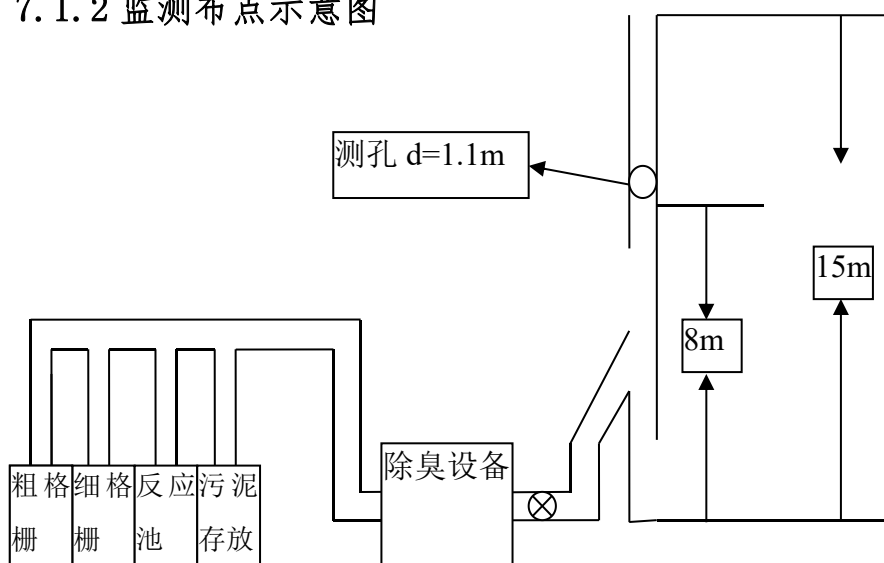 7.1.2 监测布点示意图
测孔 d=1.1m
15m
8m
除臭设备
粗格
栅
细格
栅
反应
池
污泥
存放